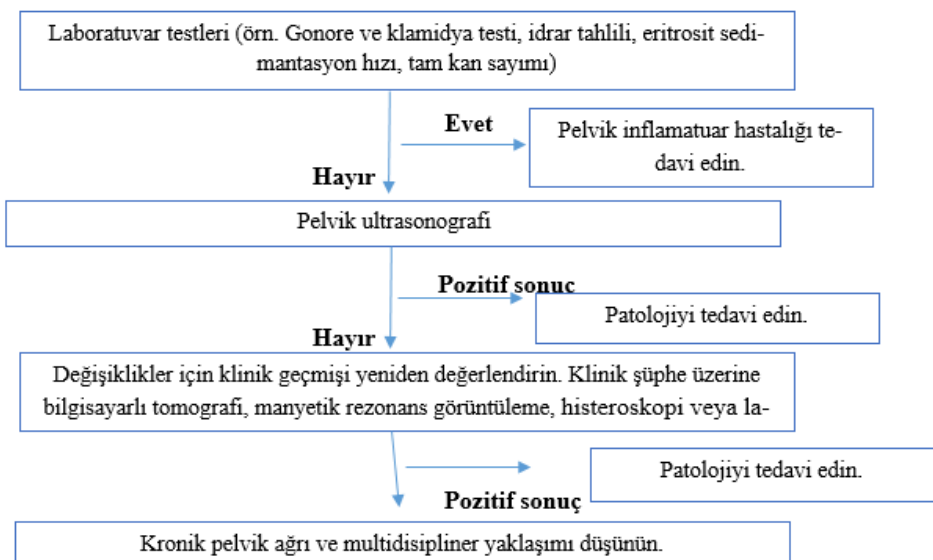 Laboratuvar testleri (örn. Gonore ve klamidya testi, idrar tahlili, eritrosit sedi-
mantasyon hızı, tam kan sayımı)
Evet
Pelvik inflamatuar hastalığı te-
davi edin.
Hayır
Pelvik ultrasonografi
Pozitif sonuç
Patolojiyi tedavi edin.
Hayır
Değişiklikler için klinik geçmişi yeniden değerlendirin. Klinik şüphe üzerine
bilgisayarlı tomografi, manyetik rezonans görüntüleme, histeroskopi veya la-
Patolojiyi tedavi edin.
Pozitif sonuç
Kronik pelvik ağrı ve multidisipliner yaklaşımı düşünün.